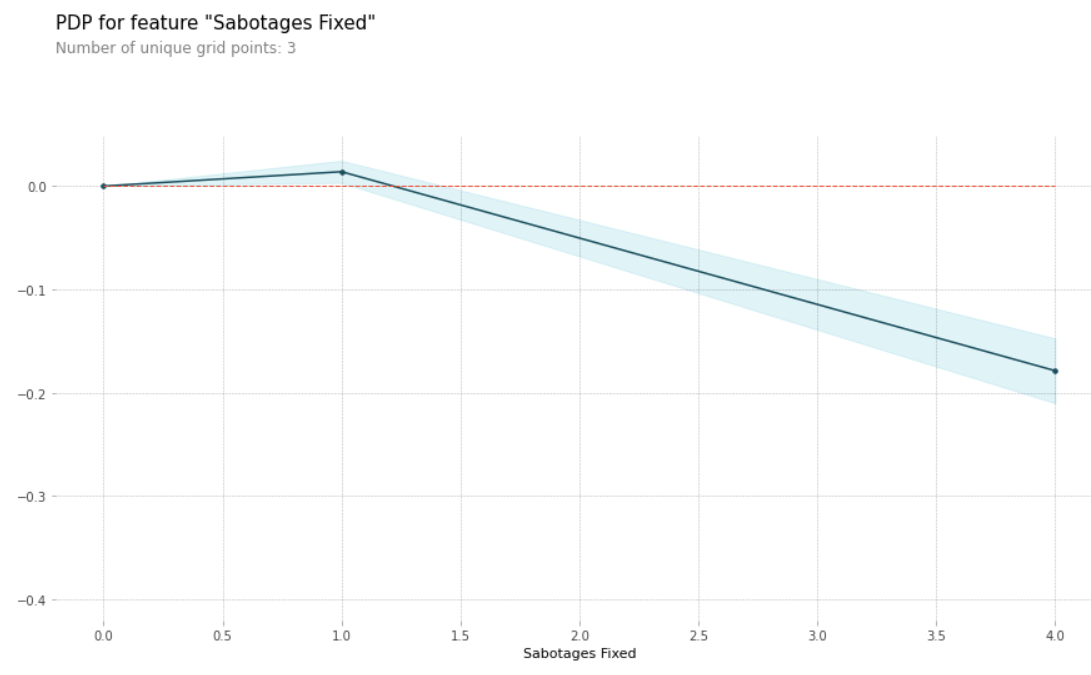 PDP for feature "Sabotages Fixed"
Number of unique grid points: 3
0.0
−0.1
−0.2
−0.3
−0.4
0.0 0.5 1.0 1.5 2.0 2.5 3.0 3.5 4.0
Sabotages Fixed